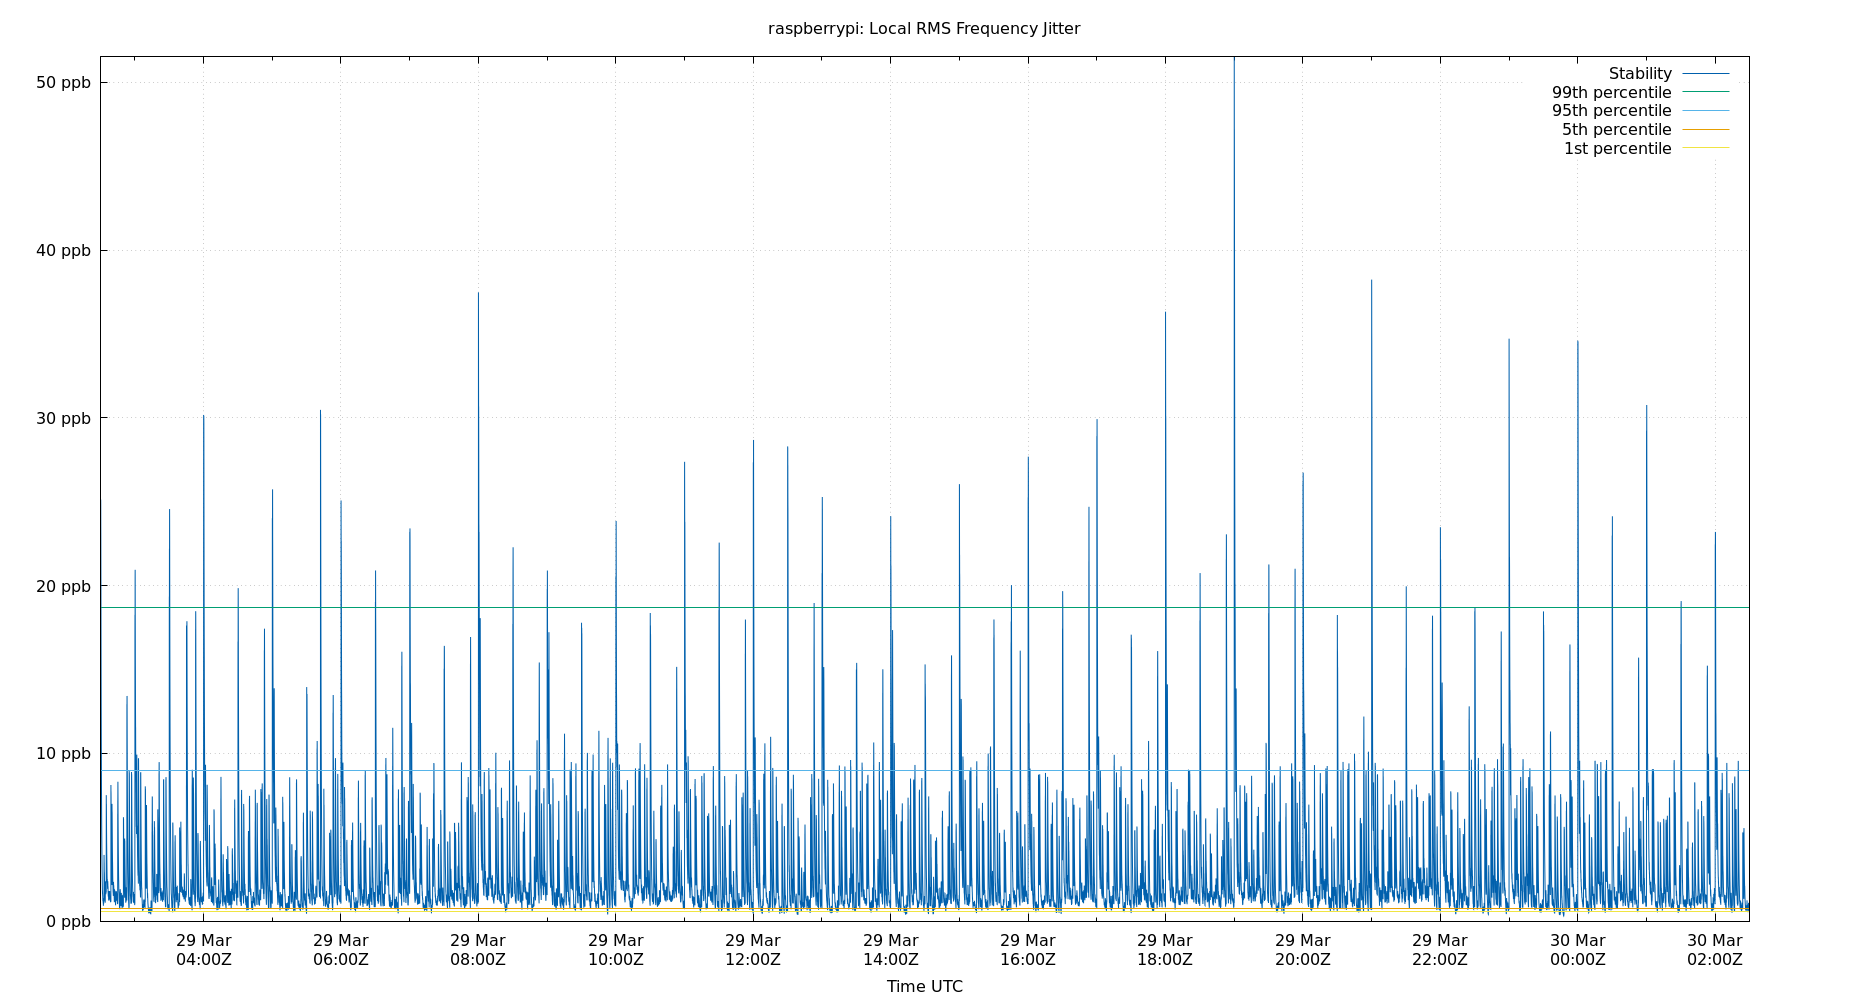 raspberrypi: Local RMS Frequency Jitter
50 ppb
40 ppb
30 ppb
20 ppb
10 ppb
0 ppb
Stability
99th percentile
95th percentile
5th percentile
1st percentile
29 Mar 29 Mar 29 Mar 29 Mar 29 Mar 29 Mar 29 Mar 29 Mar 29 Mar 29 Mar 30 Mar 30 Mar
04:00Z 06:00Z 08:00Z 10:00Z 12:00Z 14:00Z 16:00Z 18:00Z 20:00Z 22:00Z 00:00Z 02:00Z
Time UTC